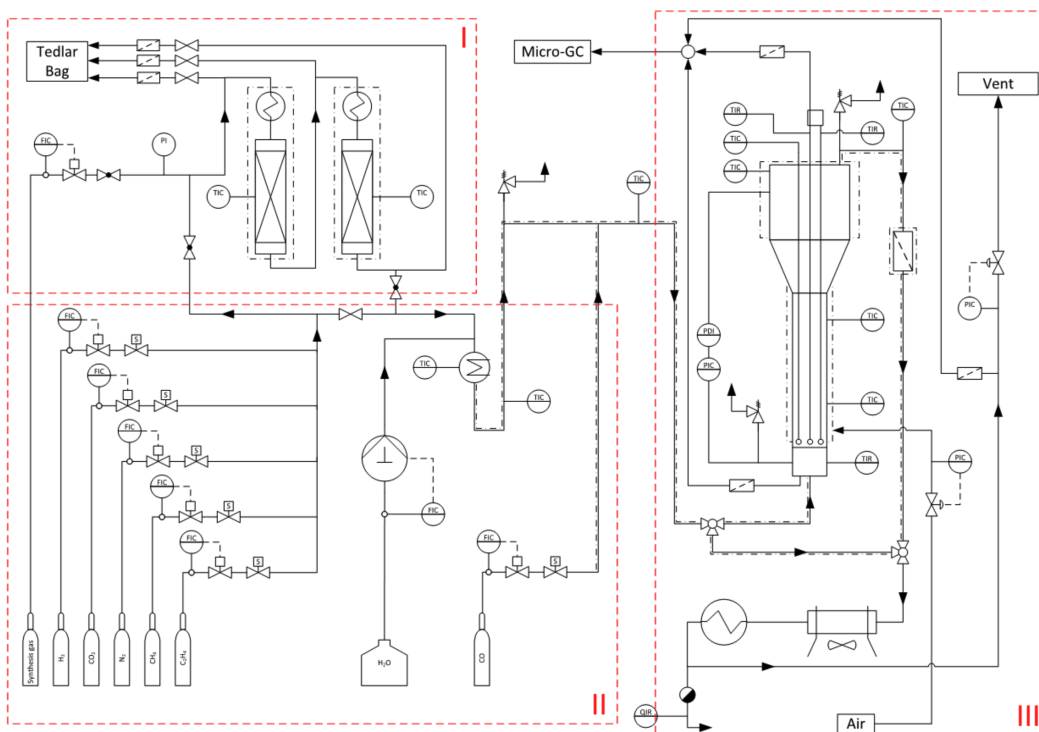 I
Tedlar
Bag
FIC
PI
TIC
TIC
II
FIC
FIC
FIC
FIC
FIC
S
S
S
S
S
TIC
TIC
FIC
FIC
S
Synthesis gas
H₂
CO₂
N₂
CH₄
C₂H₄
H₂O
CO
III
Micro-GC
Vent
TIR
TIC
TIC
TIR
TIC
TIC
PDI
PIC
TIC
TIC
TIR
PIC
PIC
QIR
Air